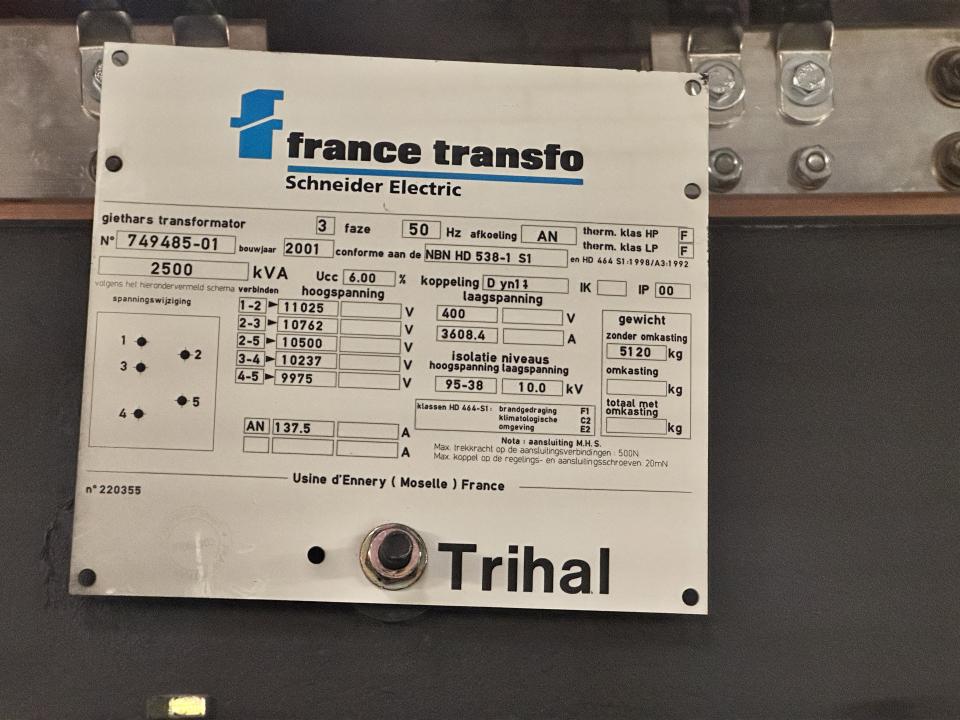 france transfo
Schneider Electric
giethars transformator 3 faze 50 Hz afkoeling AN therm. klas HP F
therm. klas LP F
N° 749485-01 bouwjaar 2001 conforme aan de NBN HD 538-1 S1 en HD 464 S1:1998/A3:1992
2500 kVA Ucc 6.00 % koppeling D yn11 IK IP 00
volgens het hierondervermeld schema verbinden hoogspanning laagspanning gewicht
spanningswijziging
1-2 11025 V 400 V
2-3 10762 V 3608.4 A
2-5 10500 V
3-4 10237 V
4-5 9975 V
1
2
3
4
5
isolatie niveaus
hoogspanning laagspanning
95-38 10.0 kV
zonder omkasting
5120 kg
omkasting
kg
totaal met
omkasting
kg
klassen HD 464-S1: brandgedraging F1
klimatologische C2
omgeving E2
AN 137.5 A
A
Nota : aansluiting M.H.S.
Max. trekkracht op de aansluitingsverbindingen : 500N
Max. koppel op de regelings- en aansluitingsschroeven: 20mN
Usine d'Ennery ( Moselle ) France
n° 220355
Trihal